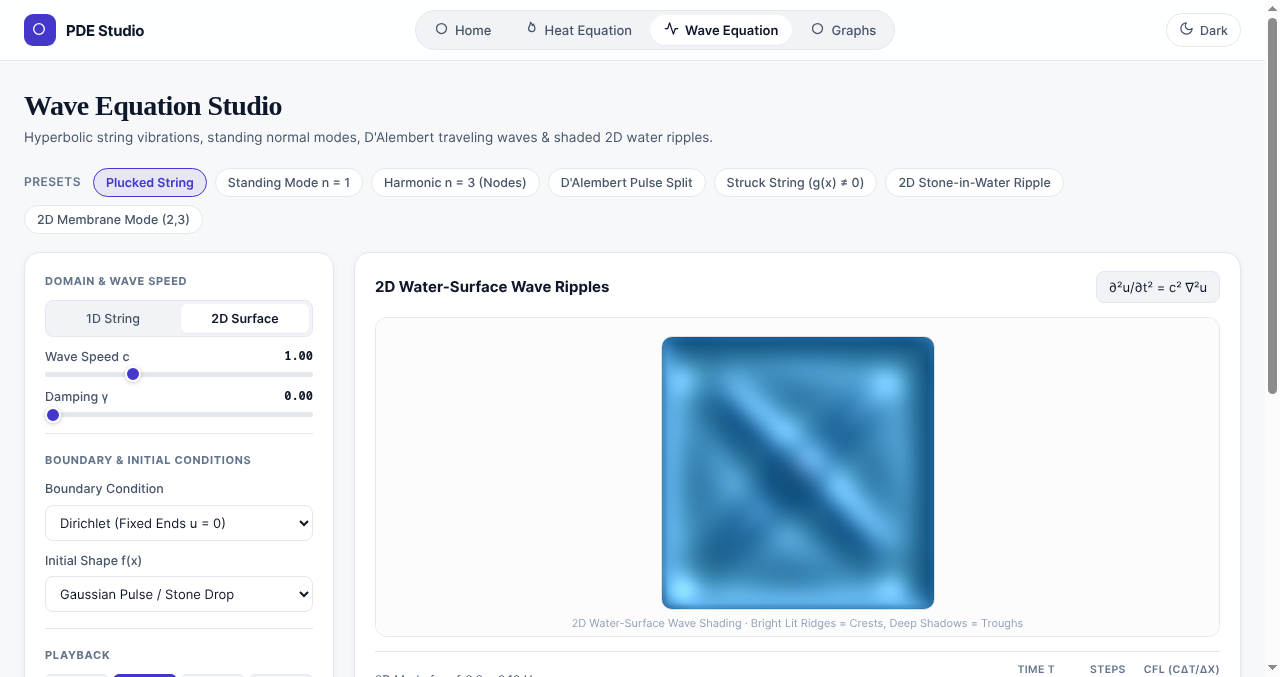 PDE Studio
Home
Heat Equation
Wave Equation
Graphs
Dark
Wave Equation Studio
Hyperbolic string vibrations, standing normal modes, D'Alembert traveling waves & shaded 2D water ripples.
PRESETS
Plucked String
Standing Mode n = 1
Harmonic n = 3 (Nodes)
D'Alembert Pulse Split
Struck String (g(x) ≠ 0)
2D Stone-in-Water Ripple
2D Membrane Mode (2,3)
DOMAIN & WAVE SPEED
1D String
2D Surface
Wave Speed c 1.00
Damping γ 0.00
BOUNDARY & INITIAL CONDITIONS
Boundary Condition
Dirichlet (Fixed Ends u = 0)
Initial Shape f(x)
Gaussian Pulse / Stone Drop
PLAYBACK
2D Water-Surface Wave Ripples
∂²u/∂t² = c² ∇²u
2D Water-Surface Wave Shading · Bright Lit Ridges = Crests, Deep Shadows = Troughs
TIME T
STEPS
CFL (CΔT/ΔX)